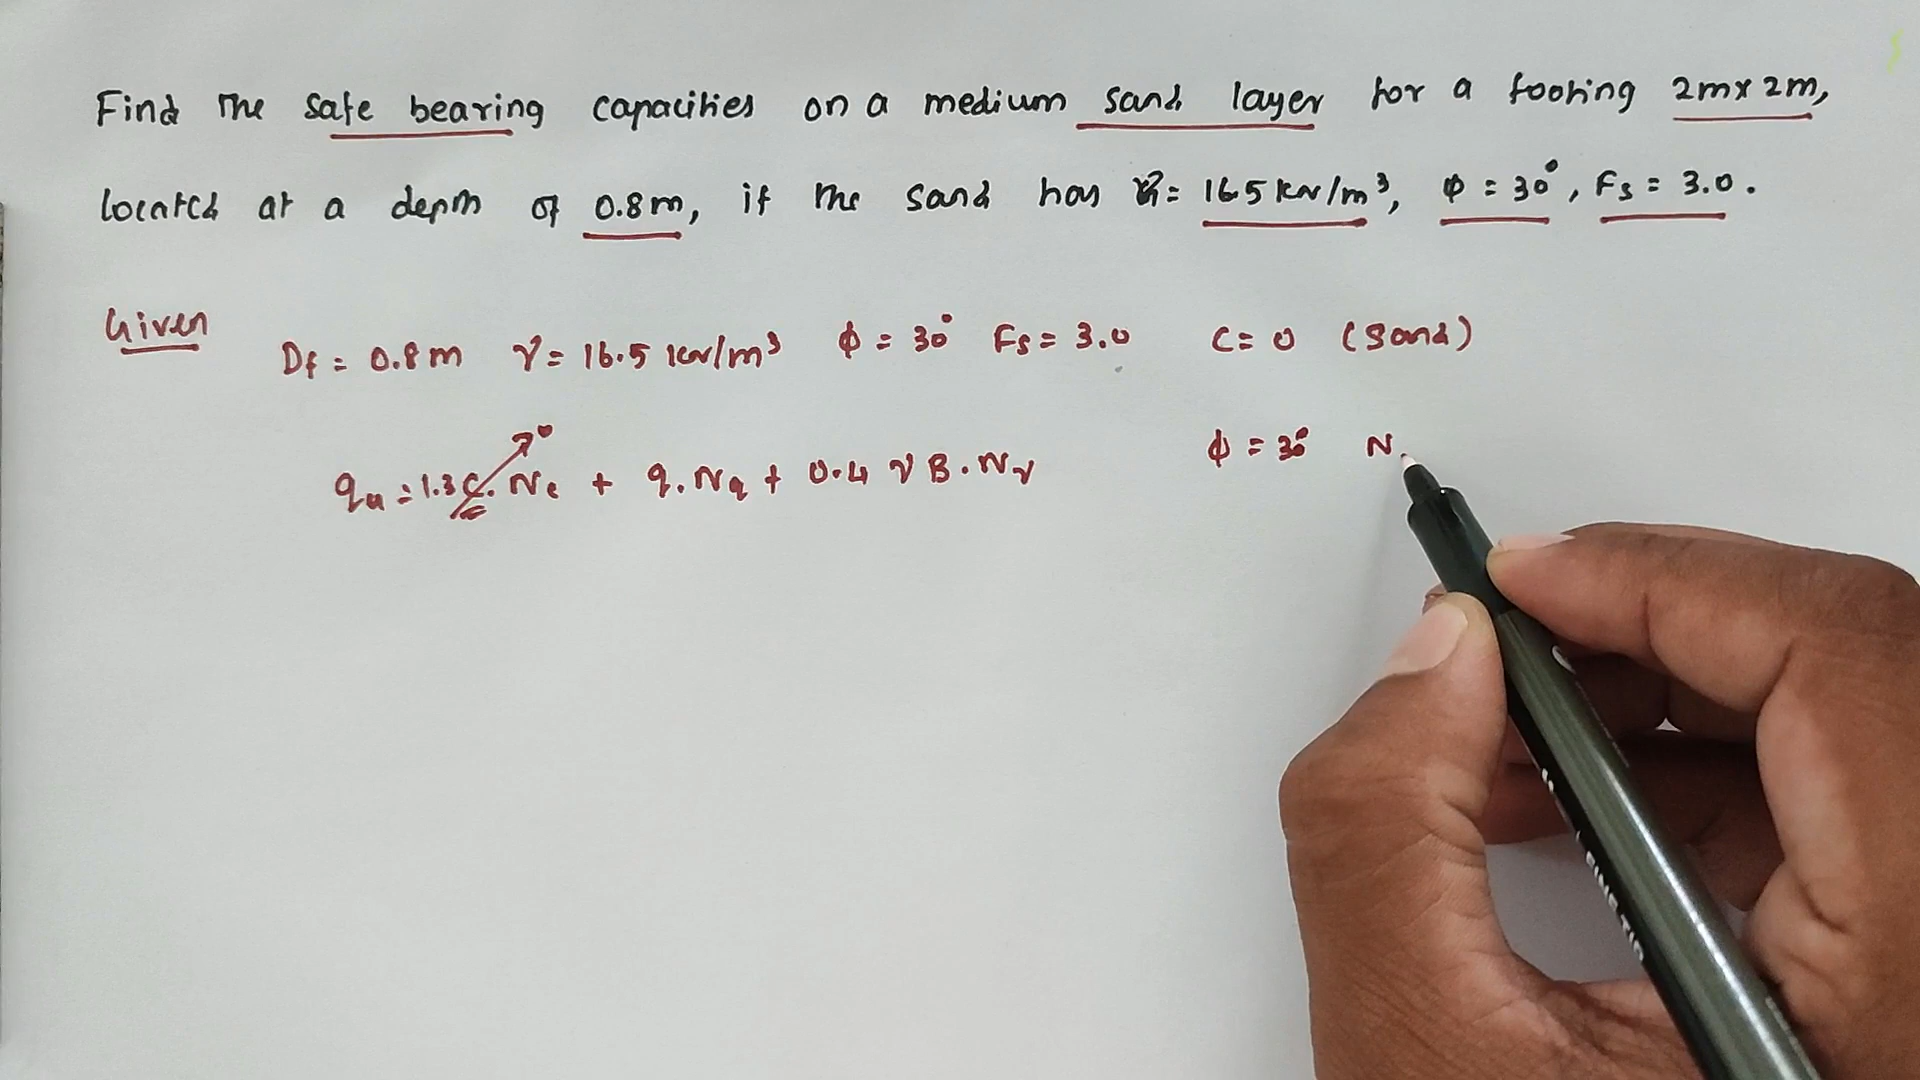 Find The safe bearing capacities on a medium sand layer for a footing 2m x 2m,
located at a depth of 0.8m, if the sand has γ = 16.5 kN/m³, φ = 30°, Fs = 3.0.
Given
Df = 0.8m γ = 16.5 kN/m³ φ = 30° Fs = 3.0 C = 0 (Sand)
qu = 1.3 C. Nc + q. Nq + 0.4 γ B. Nγ φ = 30° N
0